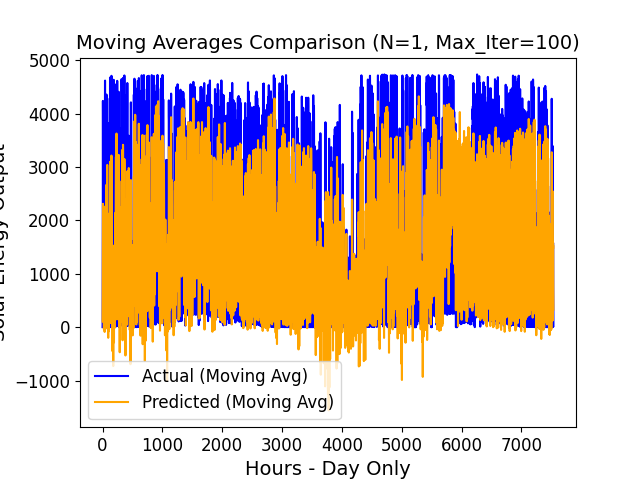 Moving Averages Comparison (N=1, Max_Iter=100)
Solar Energy Output
5000
4000
3000
2000
1000
0
−1000
Actual (Moving Avg)
Predicted (Moving Avg)
0 1000 2000 3000 4000 5000 6000 7000
Hours - Day Only